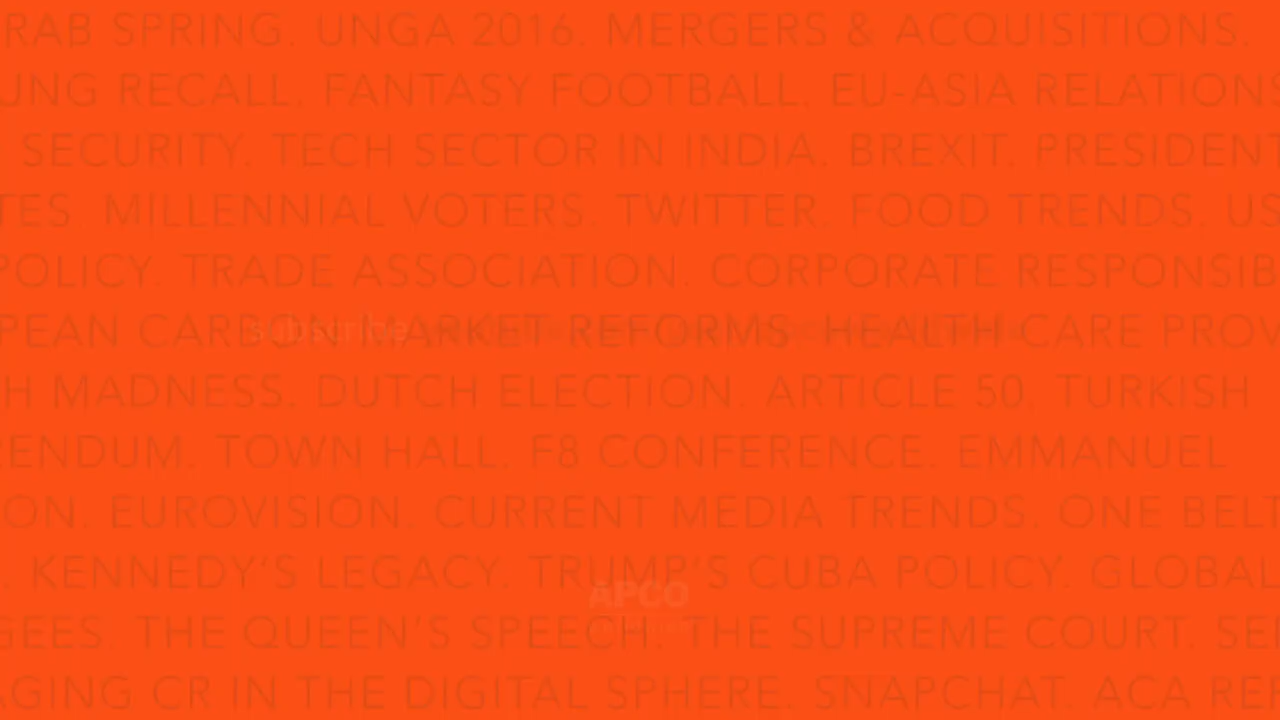 RAB SPRING. UNGA 2016. MERGERS & ACQUISITIONS.
UNG RECALL. FANTASY FOOTBALL. EU-ASIA RELATIONS
SECURITY. TECH SECTOR IN INDIA. BREXIT. PRESIDENT
TES. MILLENNIAL VOTERS. TWITTER. FOOD TRENDS. US
POLICY. TRADE ASSOCIATION. CORPORATE RESPONSIB
PEAN CARBON MARKET REFORMS. HEALTH CARE PROV
subscribe
H MADNESS. DUTCH ELECTION. ARTICLE 50. TURKISH
RENDUM. TOWN HALL. F8 CONFERENCE. EMMANUEL
ON. EUROVISION. CURRENT MEDIA TRENDS. ONE BELT
. KENNEDY’S LEGACY. TRUMP’S CUBA POLICY. GLOBAL
APCO
GEES. THE QUEEN’S SPEECH. THE SUPREME COURT. SE
AGING CR IN THE DIGITAL SPHERE. SNAPCHAT. ACA REF